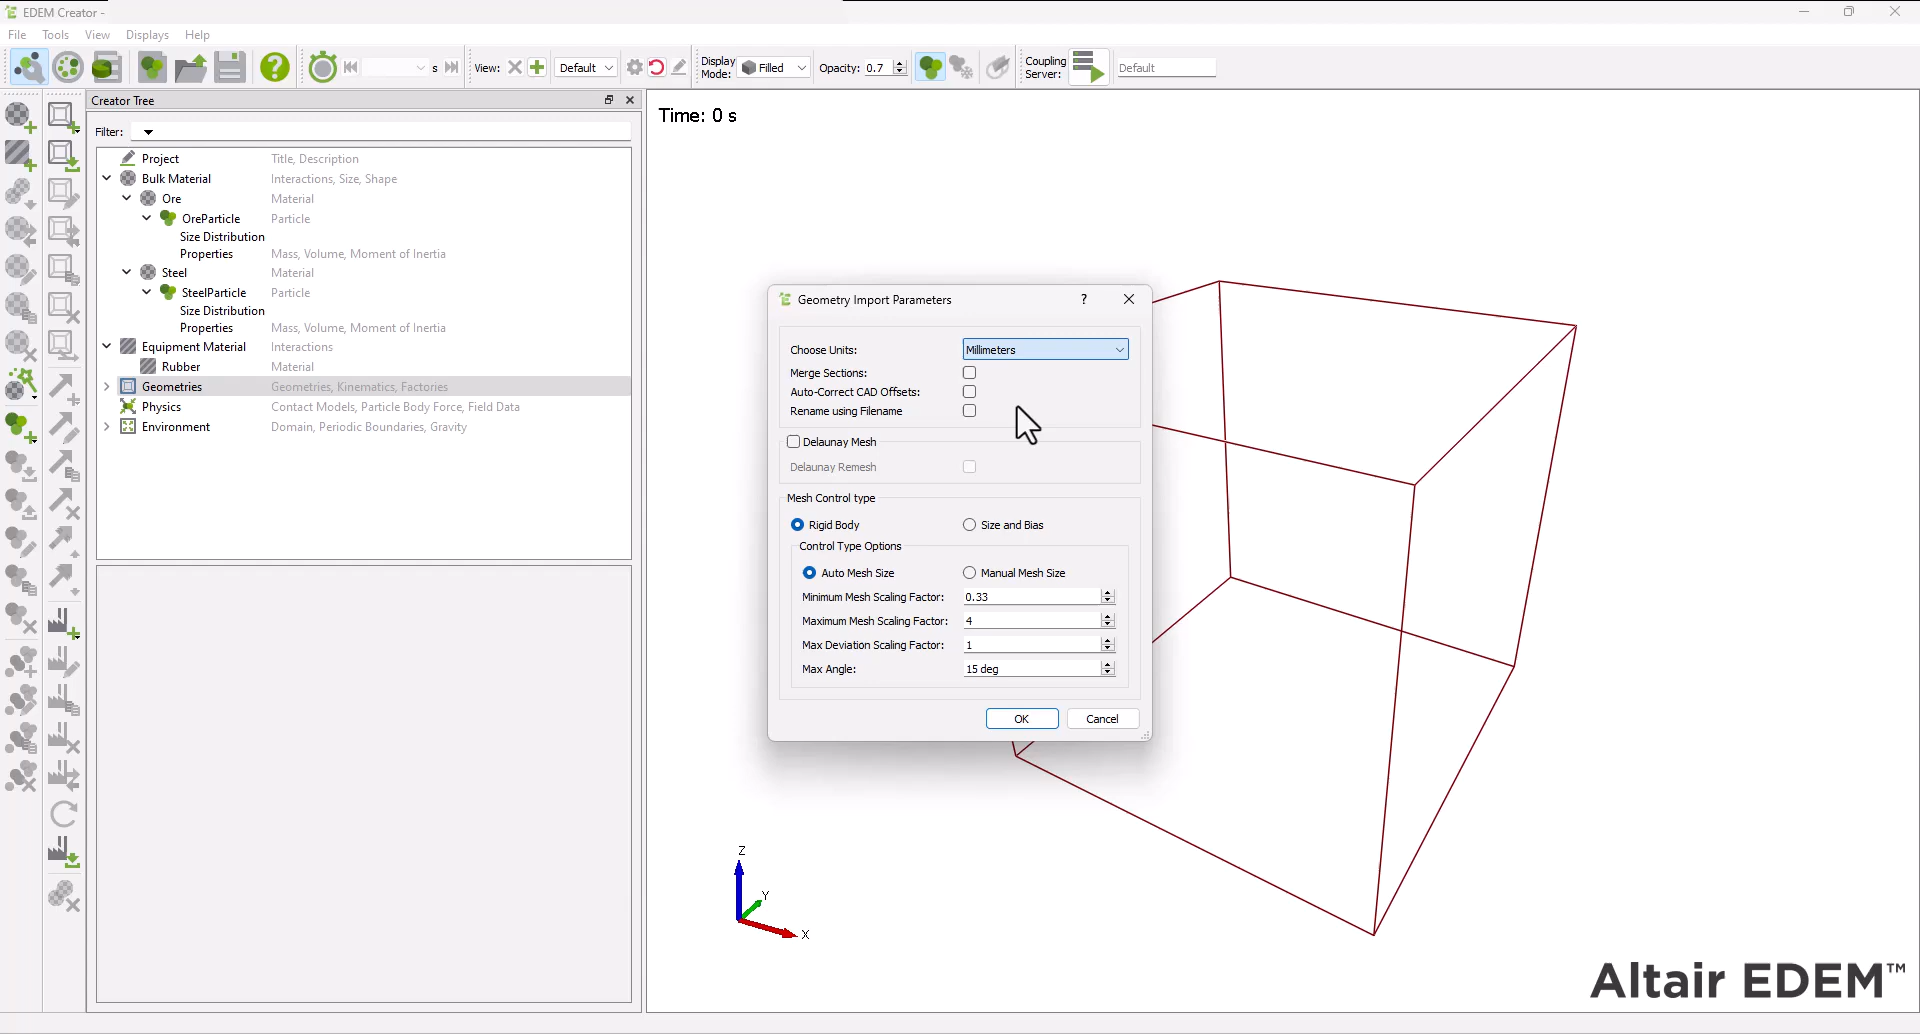 EDEM Creator -
File Tools View Displays Help
s View: Default Display Mode: Filled Opacity: 0.7 Coupling Server: Default
Creator Tree
Filter:
Project Title, Description
Bulk Material Interactions, Size, Shape
Ore Material
OreParticle Particle
Size Distribution
Properties Mass, Volume, Moment of Inertia
Steel Material
SteelParticle Particle
Size Distribution
Properties Mass, Volume, Moment of Inertia
Equipment Material Interactions
Rubber Material
Geometries Geometries, Kinematics, Factories
Physics Contact Models, Particle Body Force, Field Data
Environment Domain, Periodic Boundaries, Gravity
Time: 0 s
Geometry Import Parameters ?
Choose Units: Millimeters
Merge Sections:
Auto-Correct CAD Offsets:
Rename using Filename
Delaunay Mesh
Delaunay Remesh
Mesh Control type
Rigid Body Size and Bias
Control Type Options
Auto Mesh Size Manual Mesh Size
Minimum Mesh Scaling Factor: 0.33
Maximum Mesh Scaling Factor: 4
Max Deviation Scaling Factor: 1
Max Angle: 15 deg
OK Cancel
Z
Y
X
Altair EDEM™